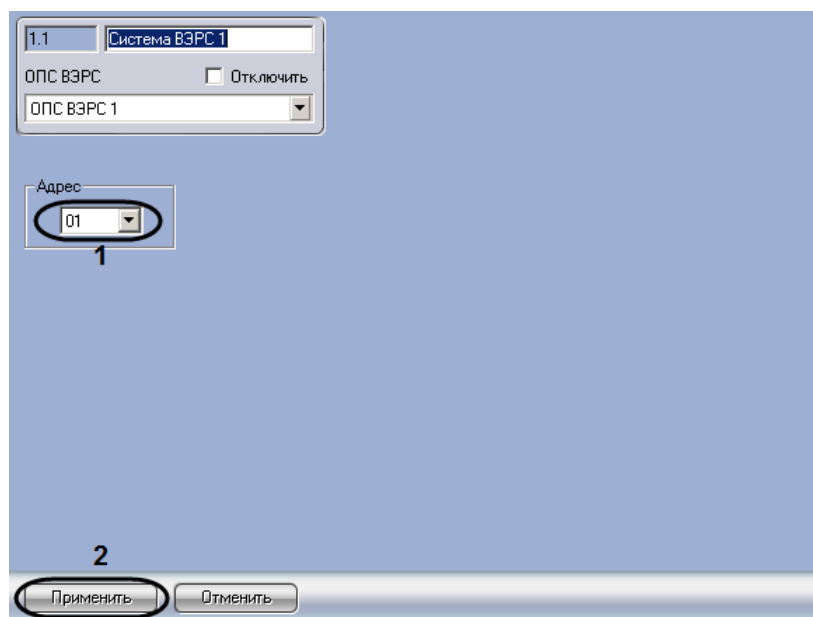 1.1 Система ВЭРС 1
ОПС ВЭРС Отключить
ОПС ВЭРС 1
Адрес
01
1
2
Применить Отменить